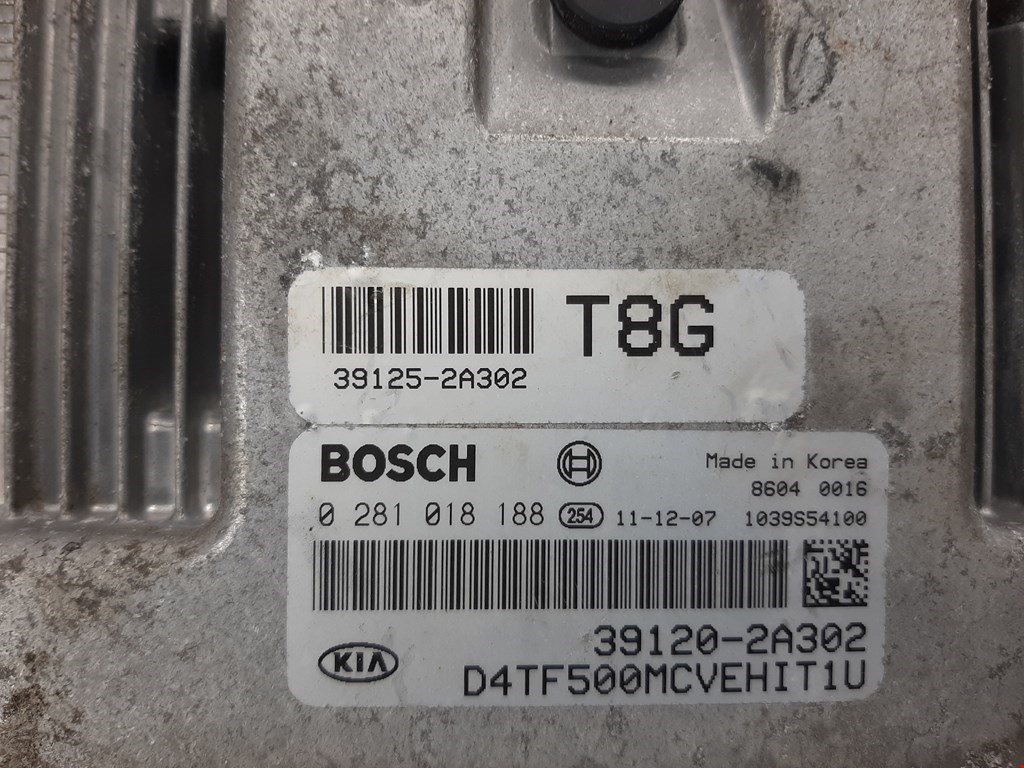 T8G
39125-2A302
BOSCH
Made in Korea
8604 0016
0 281 018 188 254 11-12-07 1039S54100
39120-2A302
KIA
D4TF500MCVEHIT1U